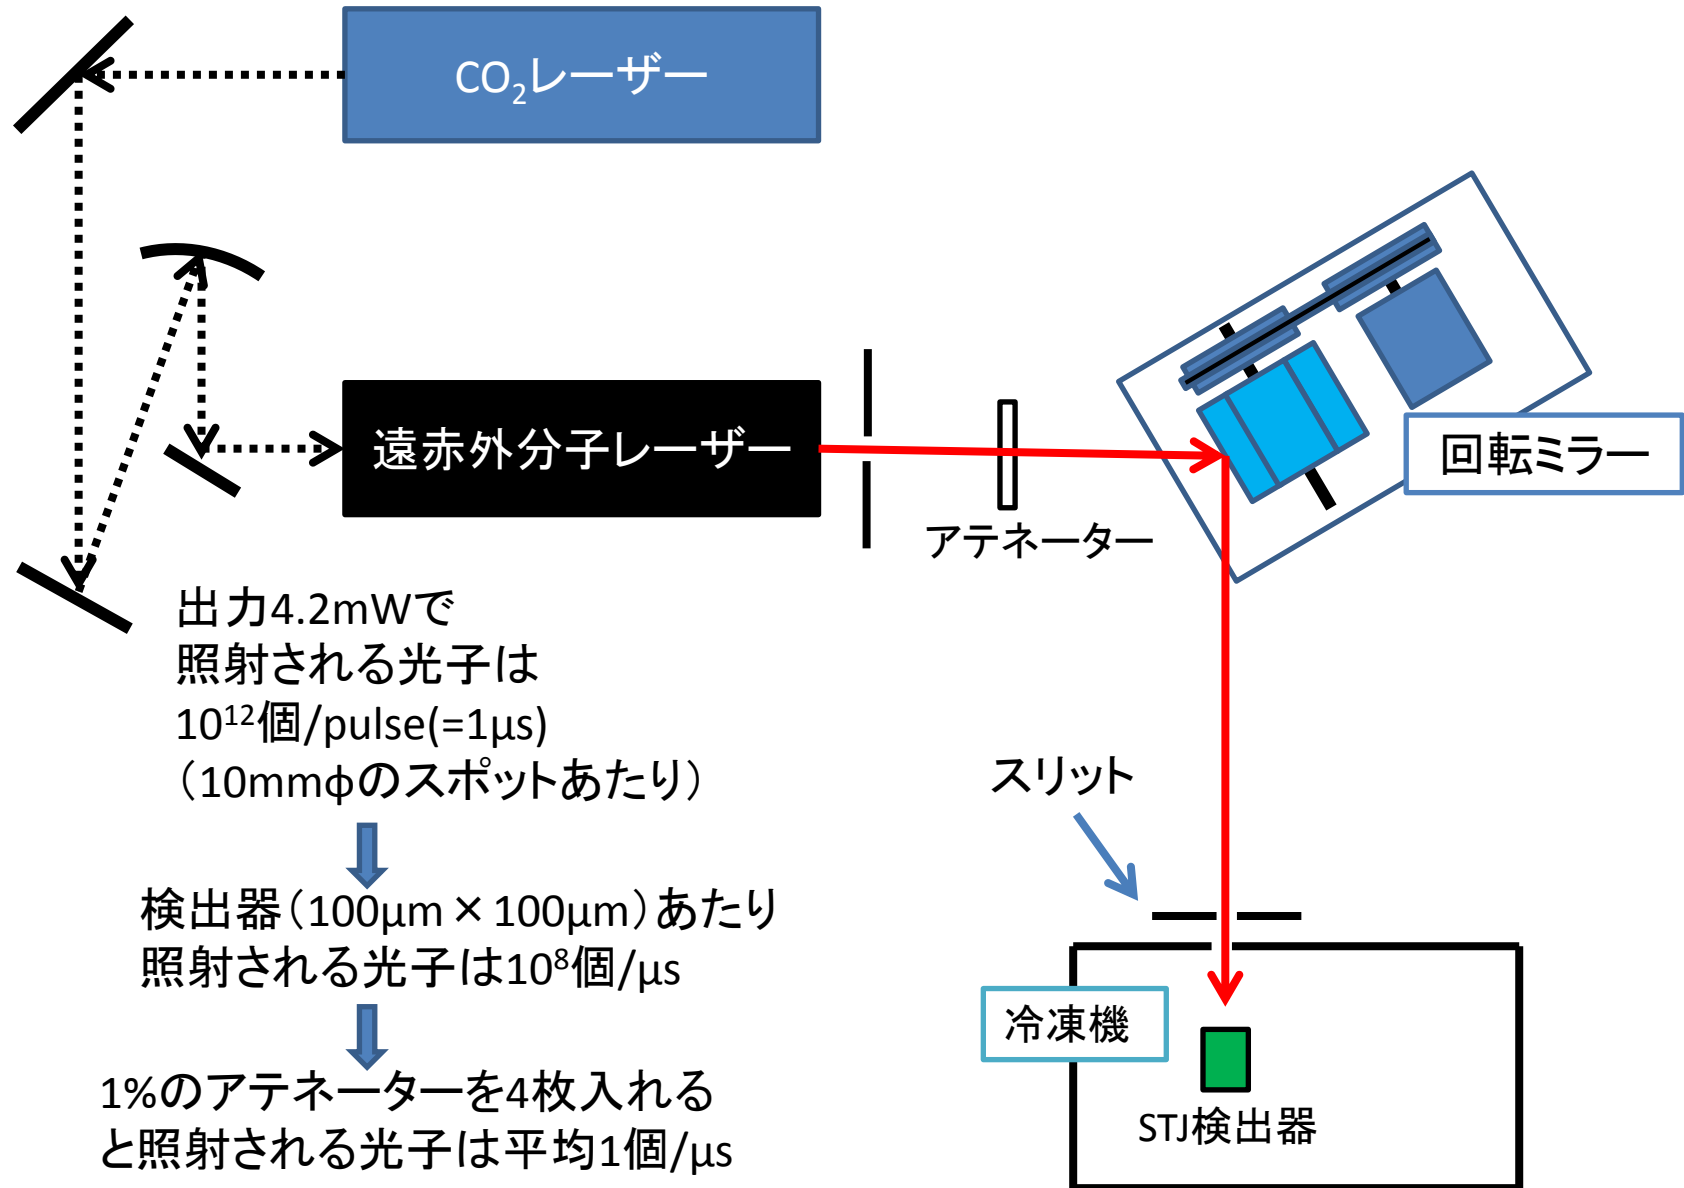 CO₂レーザー
遠赤外分子レーザー
アテネーター
回転ミラー
出力4.2mWで
照射される光子は
10¹²個/pulse(=1μs)
（10mmφのスポットあたり）
スリット
検出器（100μm×100μm）あたり
照射される光子は10⁸個/μs
冷凍機
1%のアテネーターを4枚入れる
と照射される光子は平均1個/μs
STJ検出器